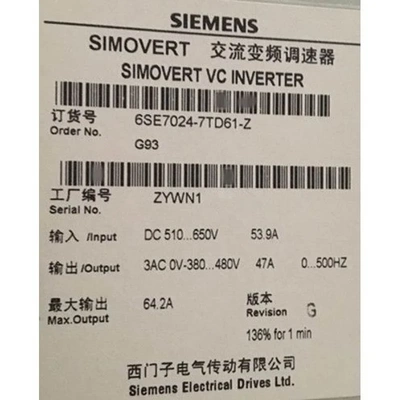 SIEMENS
SIMOVERT 交流变频调速器
SIMOVERT VC INVERTER
订货号 6SE7024-7TD61-Z
Order No.
G93
工厂编号 ZYWN1
Serial No.
输入 /Input DC 510...650V 53.9A
输出/Output 3AC 0V-380...480V 47A 0...500HZ
最大输出 64.2A 版本 G
Max.Output Revision
136% for 1 min
西门子电气传动有限公司
Siemens Electrical Drives Ltd.